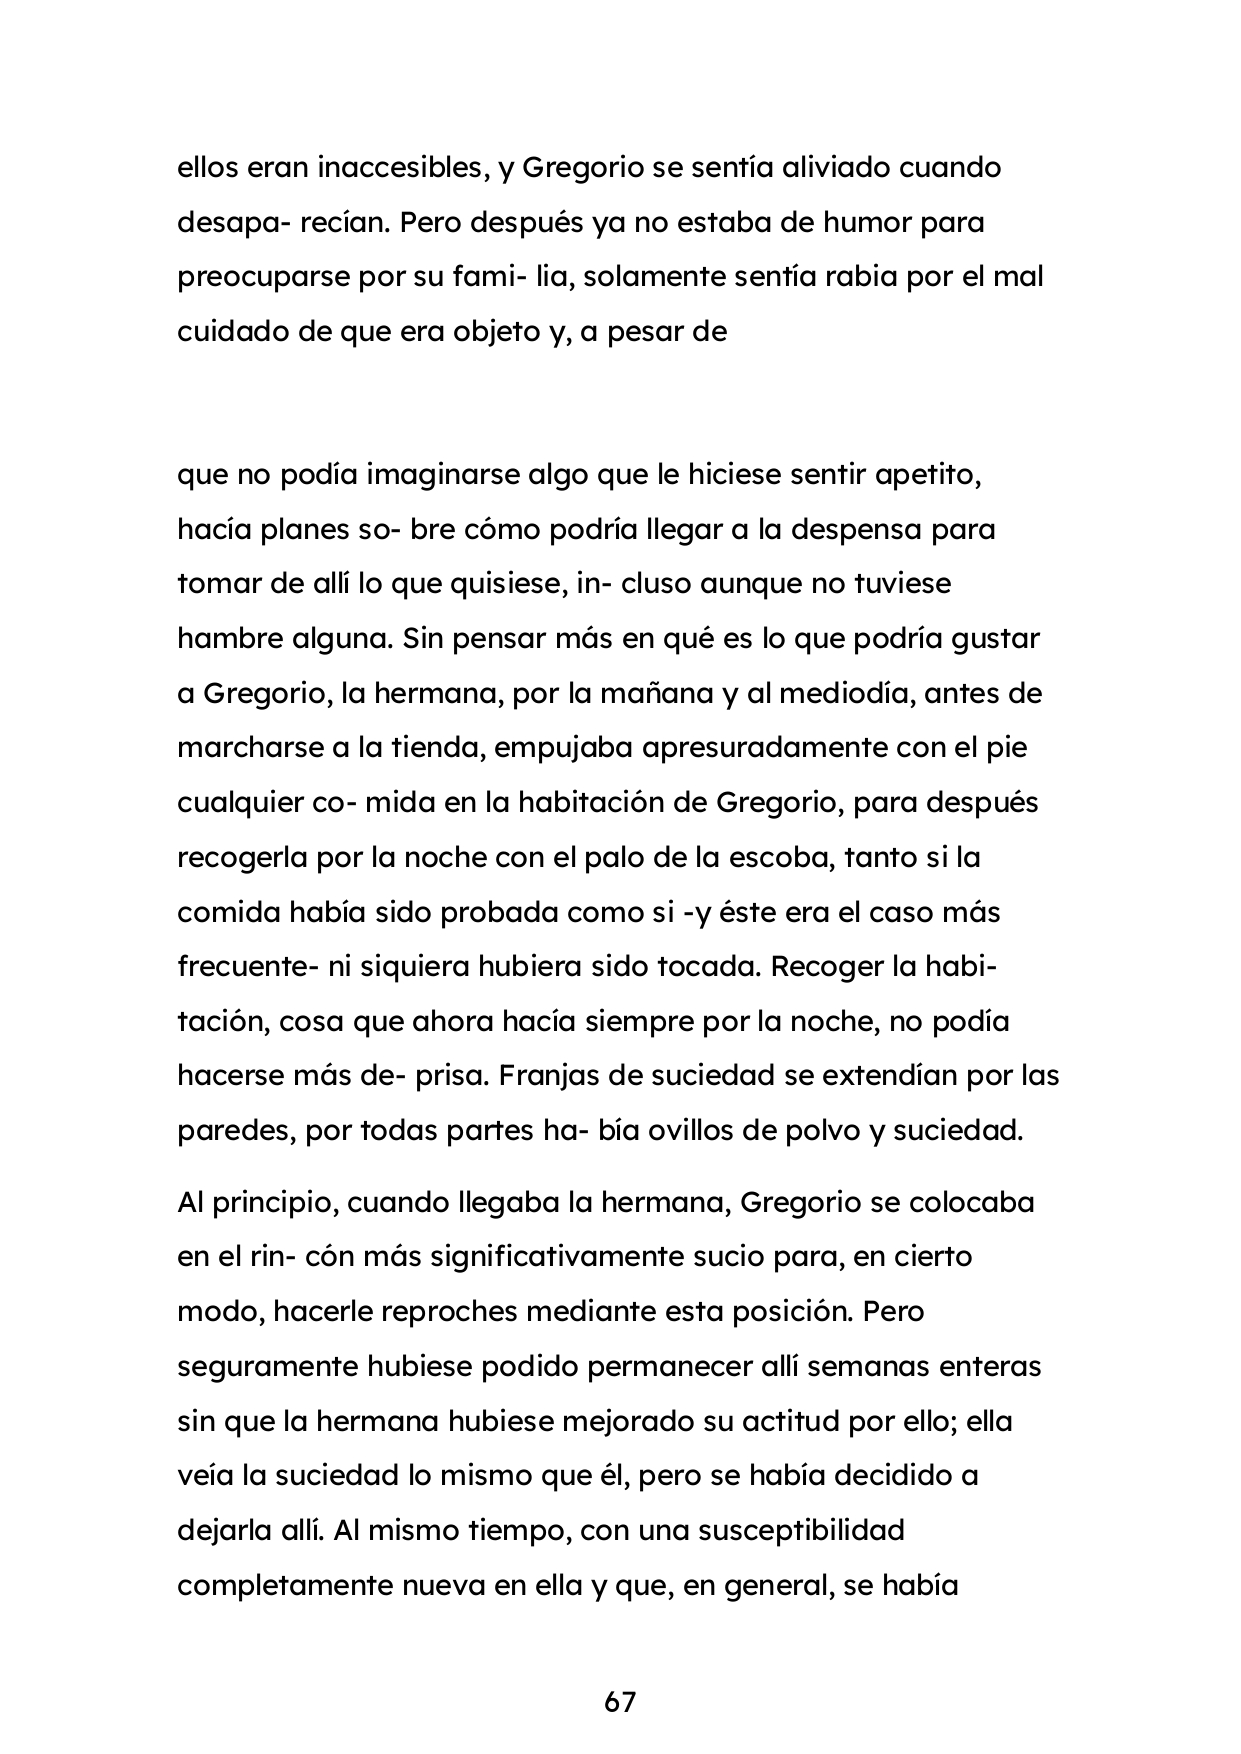 ellos eran inaccesibles, y Gregorio se sentía aliviado cuando
desapa- recían. Pero después ya no estaba de humor para
preocuparse por su fami- lia, solamente sentía rabia por el mal
cuidado de que era objeto y, a pesar de
que no podía imaginarse algo que le hiciese sentir apetito,
hacía planes so- bre cómo podría llegar a la despensa para
tomar de allí lo que quisiese, in- cluso aunque no tuviese
hambre alguna. Sin pensar más en qué es lo que podría gustar
a Gregorio, la hermana, por la mañana y al mediodía, antes de
marcharse a la tienda, empujaba apresuradamente con el pie
cualquier co- mida en la habitación de Gregorio, para después
recogerla por la noche con el palo de la escoba, tanto si la
comida había sido probada como si -y éste era el caso más
frecuente- ni siquiera hubiera sido tocada. Recoger la habi-
tación, cosa que ahora hacía siempre por la noche, no podía
hacerse más de- prisa. Franjas de suciedad se extendían por las
paredes, por todas partes ha- bía ovillos de polvo y suciedad.
Al principio, cuando llegaba la hermana, Gregorio se colocaba
en el rin- cón más significativamente sucio para, en cierto
modo, hacerle reproches mediante esta posición. Pero
seguramente hubiese podido permanecer allí semanas enteras
sin que la hermana hubiese mejorado su actitud por ello; ella
veía la suciedad lo mismo que él, pero se había decidido a
dejarla allí. Al mismo tiempo, con una susceptibilidad
completamente nueva en ella y que, en general, se había
67